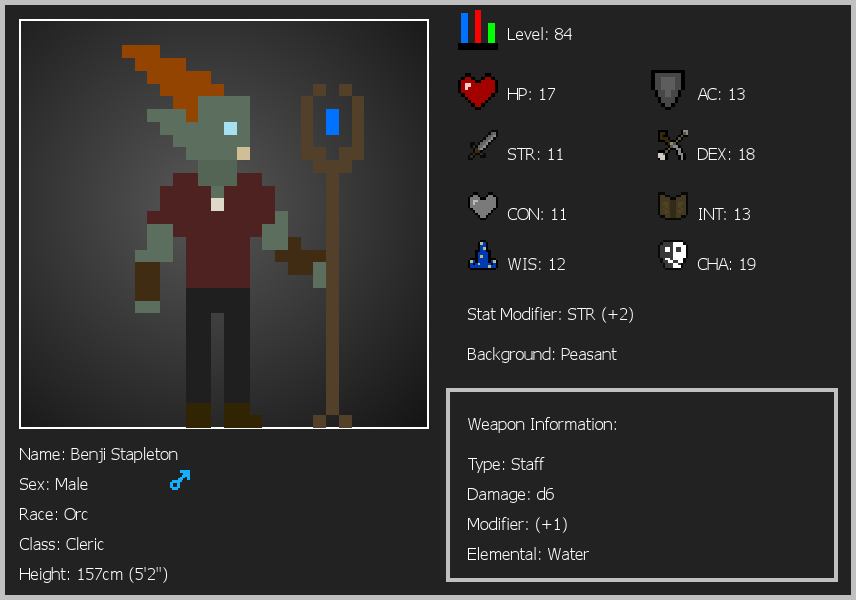 Level: 84
HP: 17
AC: 13
STR: 11
DEX: 18
CON: 11
INT: 13
WIS: 12
CHA: 19
Stat Modifier: STR (+2)
Background: Peasant
Weapon Information:
Type: Staff
Damage: d6
Modifier: (+1)
Elemental: Water
Name: Benji Stapleton
Sex: Male
Race: Orc
Class: Cleric
Height: 157cm (5'2")